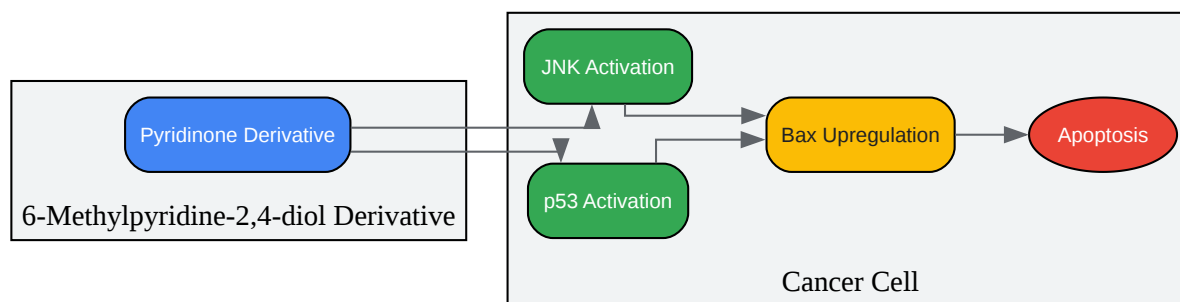 Pyridinone Derivative
6-Methylpyridine-2,4-diol Derivative
JNK Activation
p53 Activation
Bax Upregulation
Apoptosis
Cancer Cell